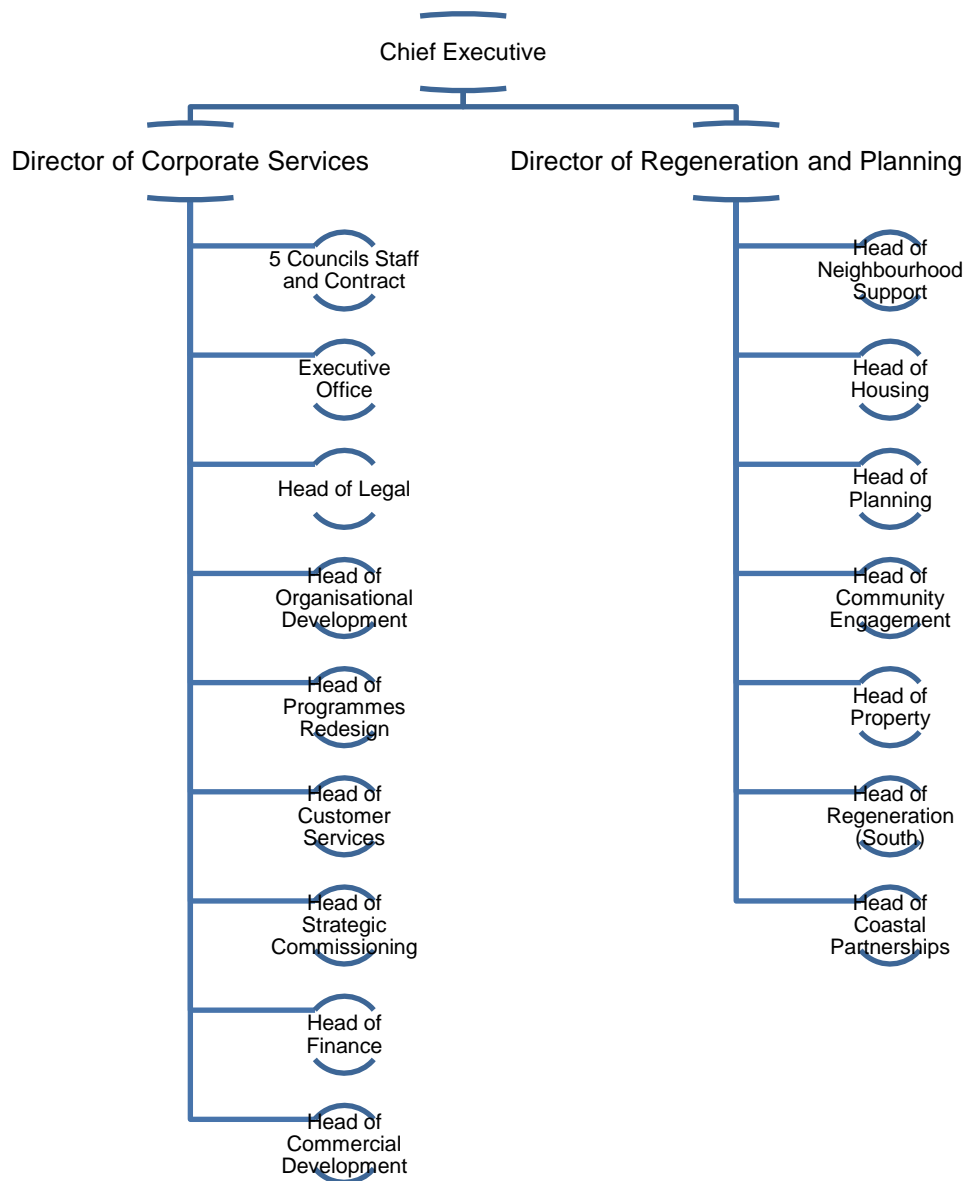 Chief Executive
Director of Corporate Services
5 Councils Staff
and Contract
Executive
Office
Head of Legal
Head of
Organisational
Development
Head of
Programmes
Redesign
Head of
Customer
Services
Head of
Strategic
Commissioning
Head of
Finance
Head of
Commercial
Development
Director of Regeneration and Planning
Head of
Neighbourhood
Support
Head of
Housing
Head of
Planning
Head of
Community
Engagement
Head of
Property
Head of
Regeneration
(South)
Head of
Coastal
Partnerships